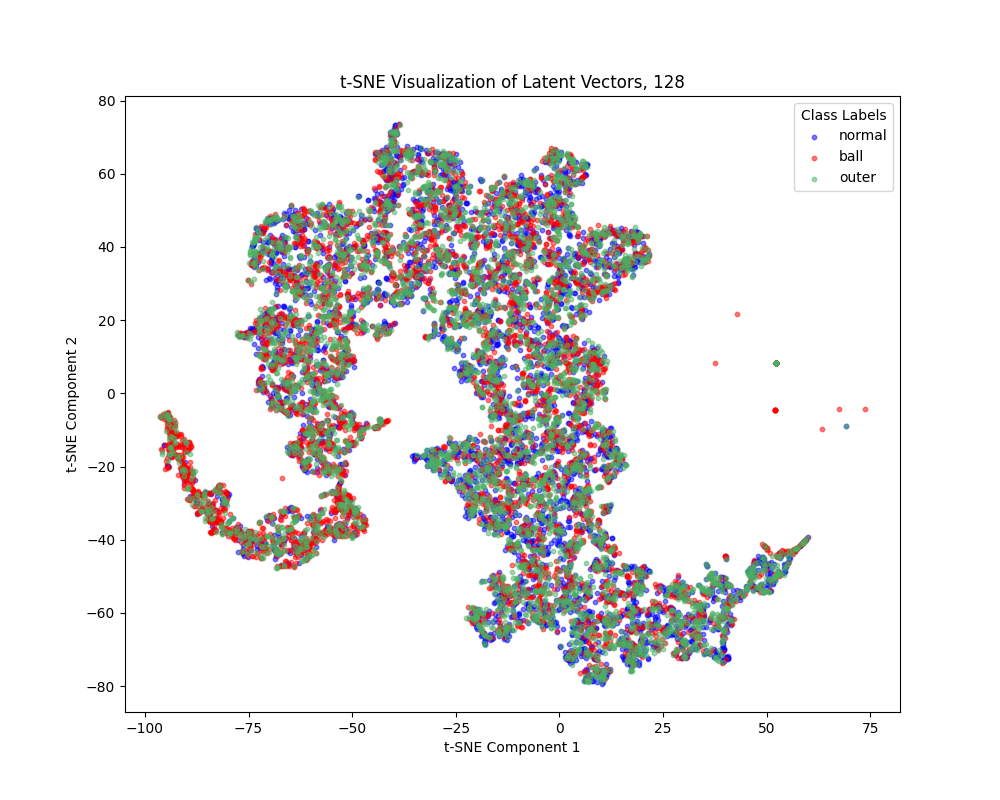 t-SNE Visualization of Latent Vectors, 128
Class Labels
normal
ball
outer
80
60
40
20
0
−20
−40
−60
−80
t-SNE Component 2
−100
−75
−50
−25
0
25
50
75
t-SNE Component 1